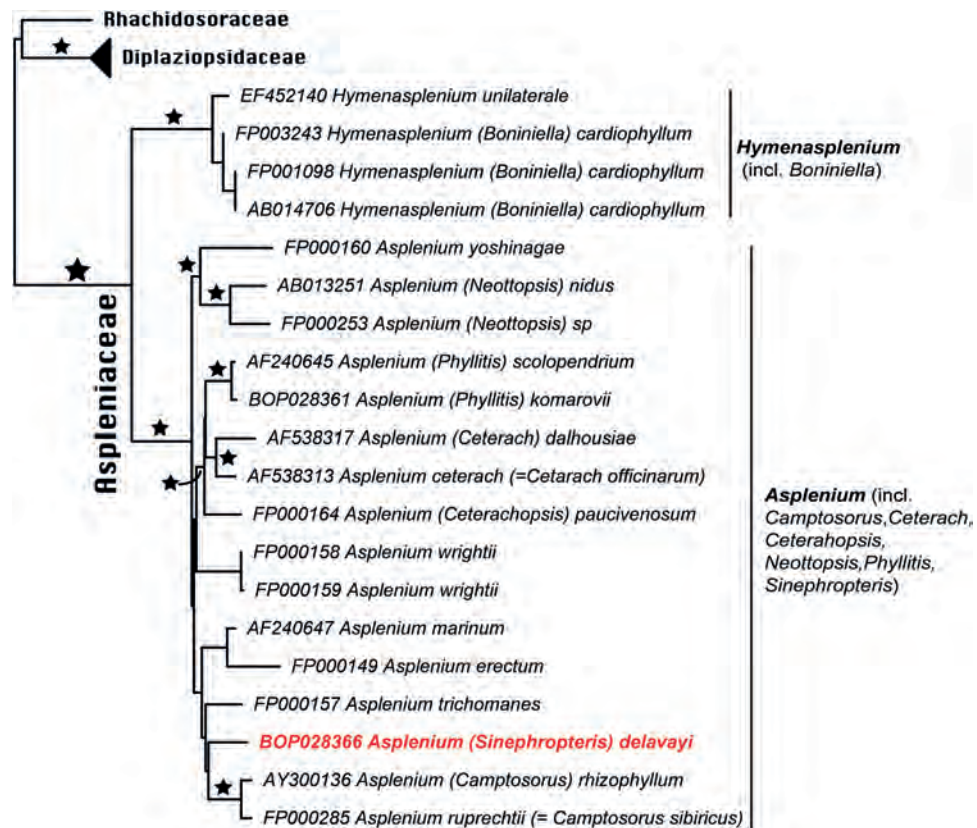 Rhachidosoraceae
Diplaziopsidaceae
EF452140 Hymenasplenium unilaterale
FP003243 Hymenasplenium (Boniniella) cardiophyllum
FP001098 Hymenasplenium (Boniniella) cardiophyllum
AB014706 Hymenasplenium (Boniniella) cardiophyllum
Hymenasplenium
(incl. Boniniella)
Aspleniaceae
FP000160 Asplenium yoshinagae
AB013251 Asplenium (Neottopsis) nidus
FP000253 Asplenium (Neottopsis) sp
AF240645 Asplenium (Phyllitis) scolopendrium
BOP028361 Asplenium (Phyllitis) komarovii
AF538317 Asplenium (Ceterach) dalhousiae
AF538313 Asplenium ceterach (=Cetarach officinarum)
FP000164 Asplenium (Ceterachopsis) paucivenosum
FP000158 Asplenium wrightii
FP000159 Asplenium wrightii
AF240647 Asplenium marinum
FP000149 Asplenium erectum
FP000157 Asplenium trichomanes
BOP028366 Asplenium (Sinephropteris) delavayi
AY300136 Asplenium (Camptosorus) rhizophyllum
FP000285 Asplenium ruprechtii (= Camptosorus sibiricus)
Asplenium (incl.
Camptosorus,Ceterach,
Ceterahopsis,
Neottopsis,Phyllitis,
Sinephropteris)